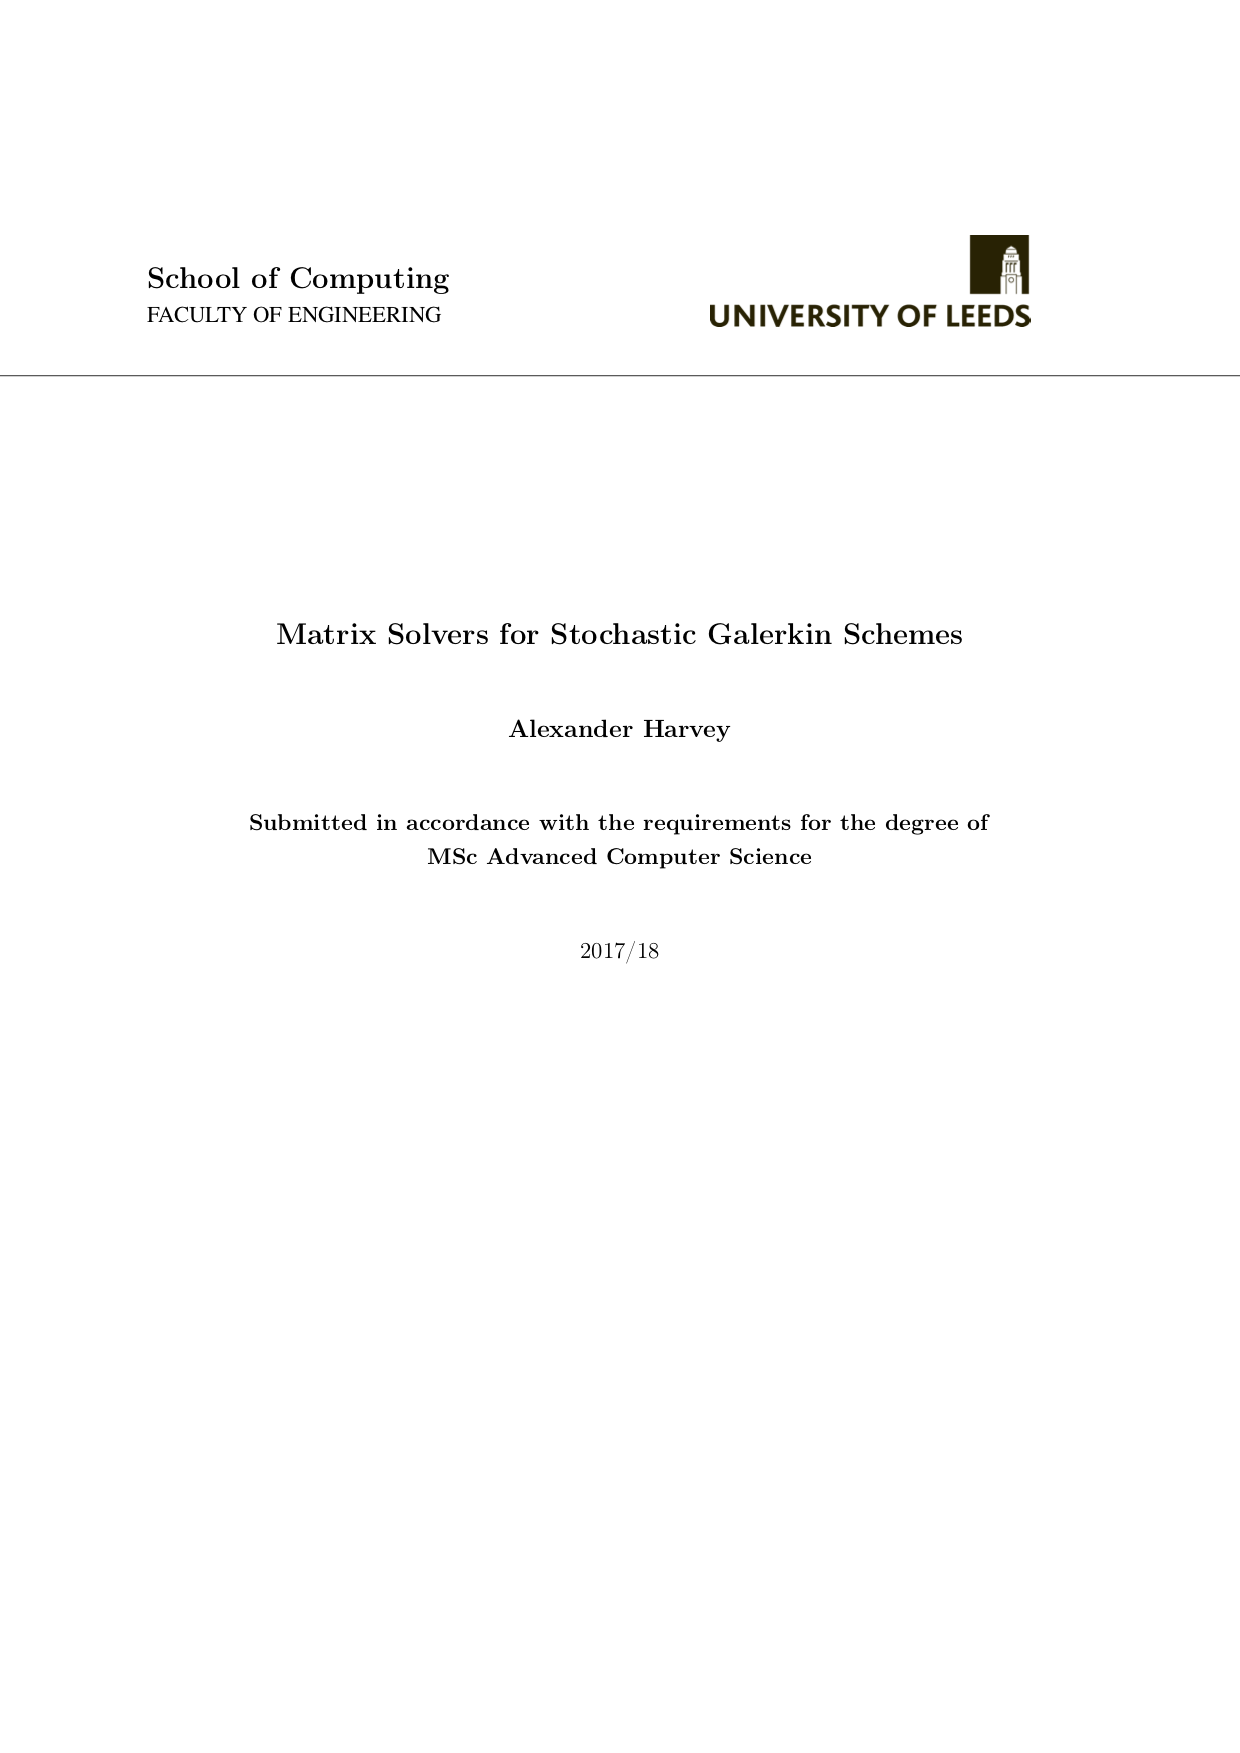 School of Computing
FACULTY OF ENGINEERING
UNIVERSITY OF LEEDS
Matrix Solvers for Stochastic Galerkin Schemes
Alexander Harvey
Submitted in accordance with the requirements for the degree of
MSc Advanced Computer Science
2017/18